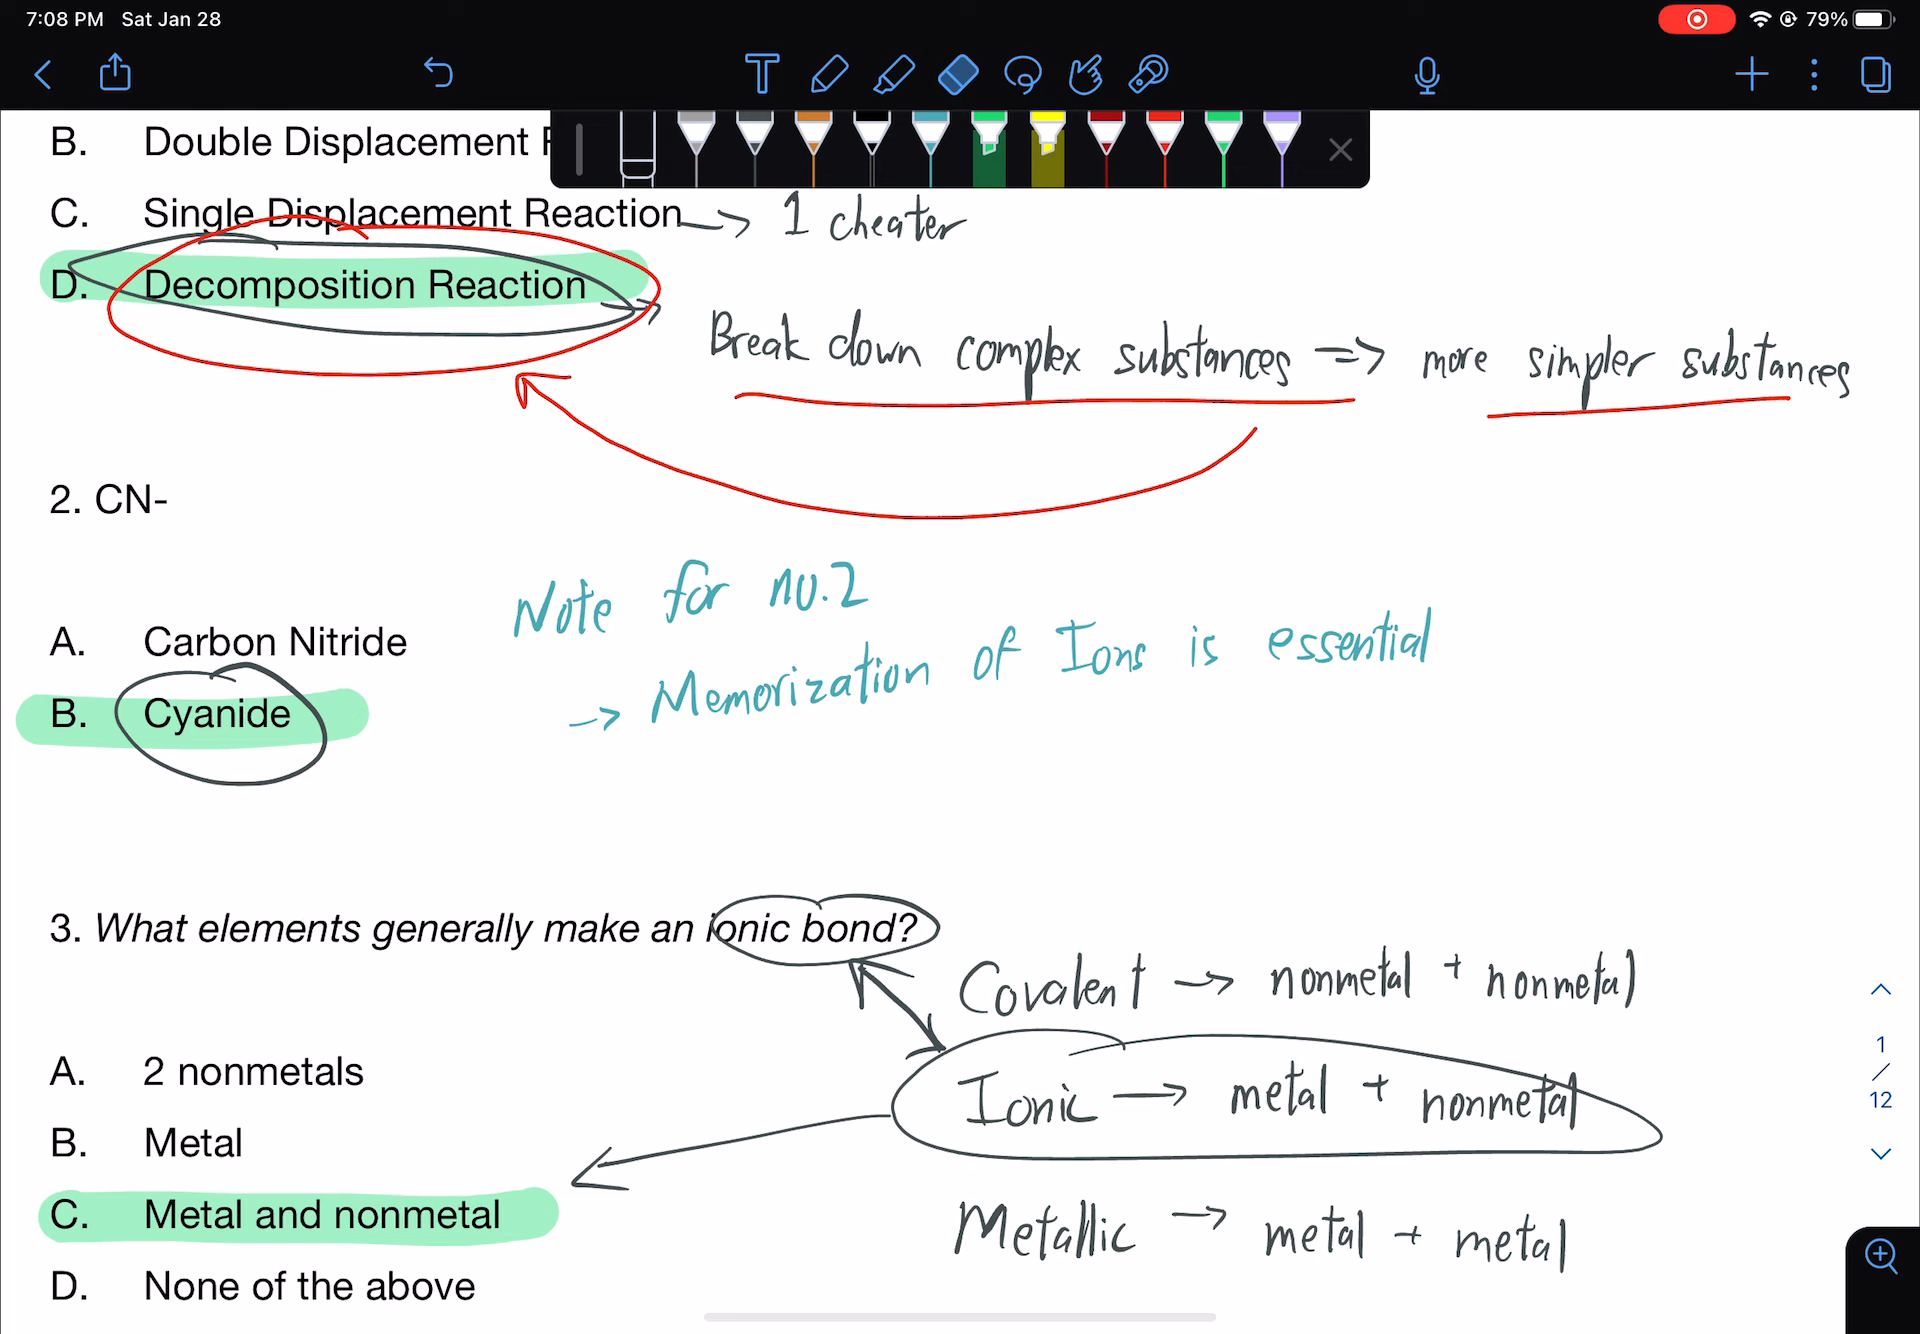 7:08 PM Sat Jan 28
79%
B. Double Displacement
C. Single Displacement Reaction -> 1 cheater
D. Decomposition Reaction ->
Break down complex substances => more simpler substances
2. CN-
Note for no.2
-> Memorization of Ions is essential
A. Carbon Nitride
B. Cyanide
3. What elements generally make an ionic bond?
Covalent -> nonmetal + nonmetal
Ionic -> metal + nonmetal
Metallic -> metal + metal
A. 2 nonmetals
B. Metal
C. Metal and nonmetal
D. None of the above
1
/
12